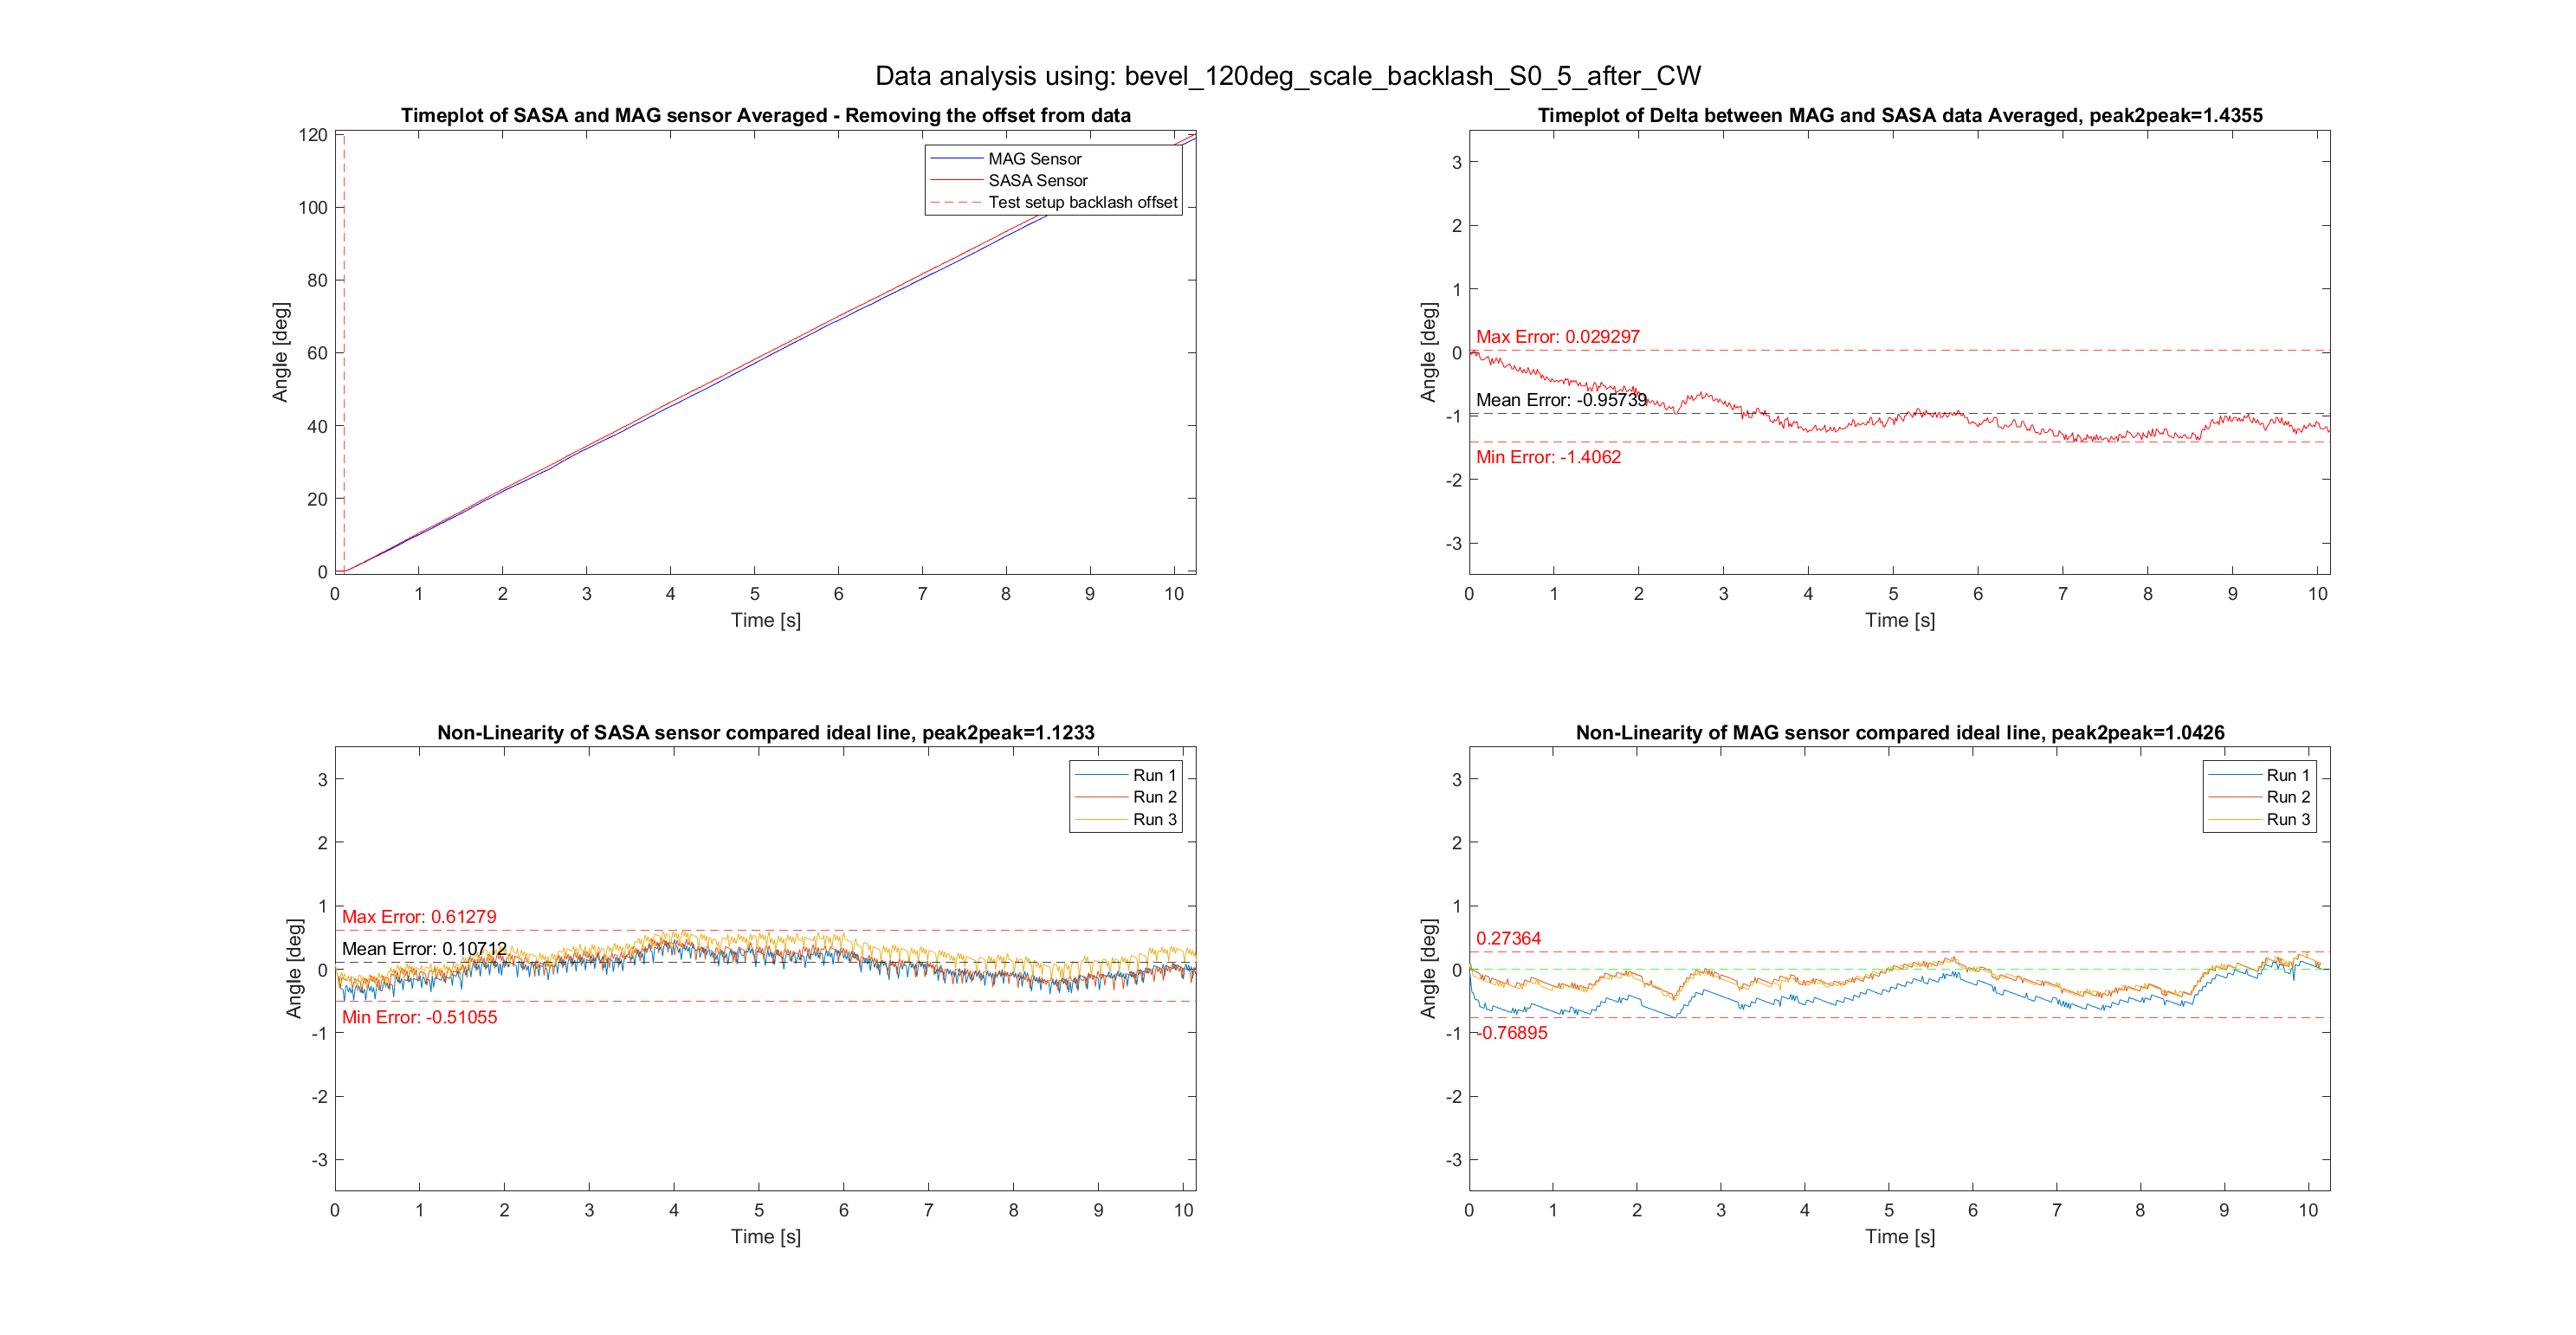 Data analysis using: bevel_120deg_scale_backlash_S0_5_after_CW
Timeplot of SASA and MAG sensor Averaged - Removing the offset from data
120
100
80
60
40
20
0
Angle [deg]
MAG Sensor
SASA Sensor
Test setup backlash offset
0 1 2 3 4 5 6 7 8 9 10
Time [s]
Timeplot of Delta between MAG and SASA data Averaged, peak2peak=1.4355
3
2
1
0
-1
-2
-3
Angle [deg]
Max Error: 0.029297
Mean Error: -0.95739
Min Error: -1.4062
0 1 2 3 4 5 6 7 8 9 10
Time [s]
Non-Linearity of SASA sensor compared ideal line, peak2peak=1.1233
3
2
1
0
-1
-2
-3
Angle [deg]
Run 1
Run 2
Run 3
Max Error: 0.61279
Mean Error: 0.10712
Min Error: -0.51055
0 1 2 3 4 5 6 7 8 9 10
Time [s]
Non-Linearity of MAG sensor compared ideal line, peak2peak=1.0426
3
2
1
0
-1
-2
-3
Angle [deg]
Run 1
Run 2
Run 3
0.27364
-0.76895
0 1 2 3 4 5 6 7 8 9 10
Time [s]